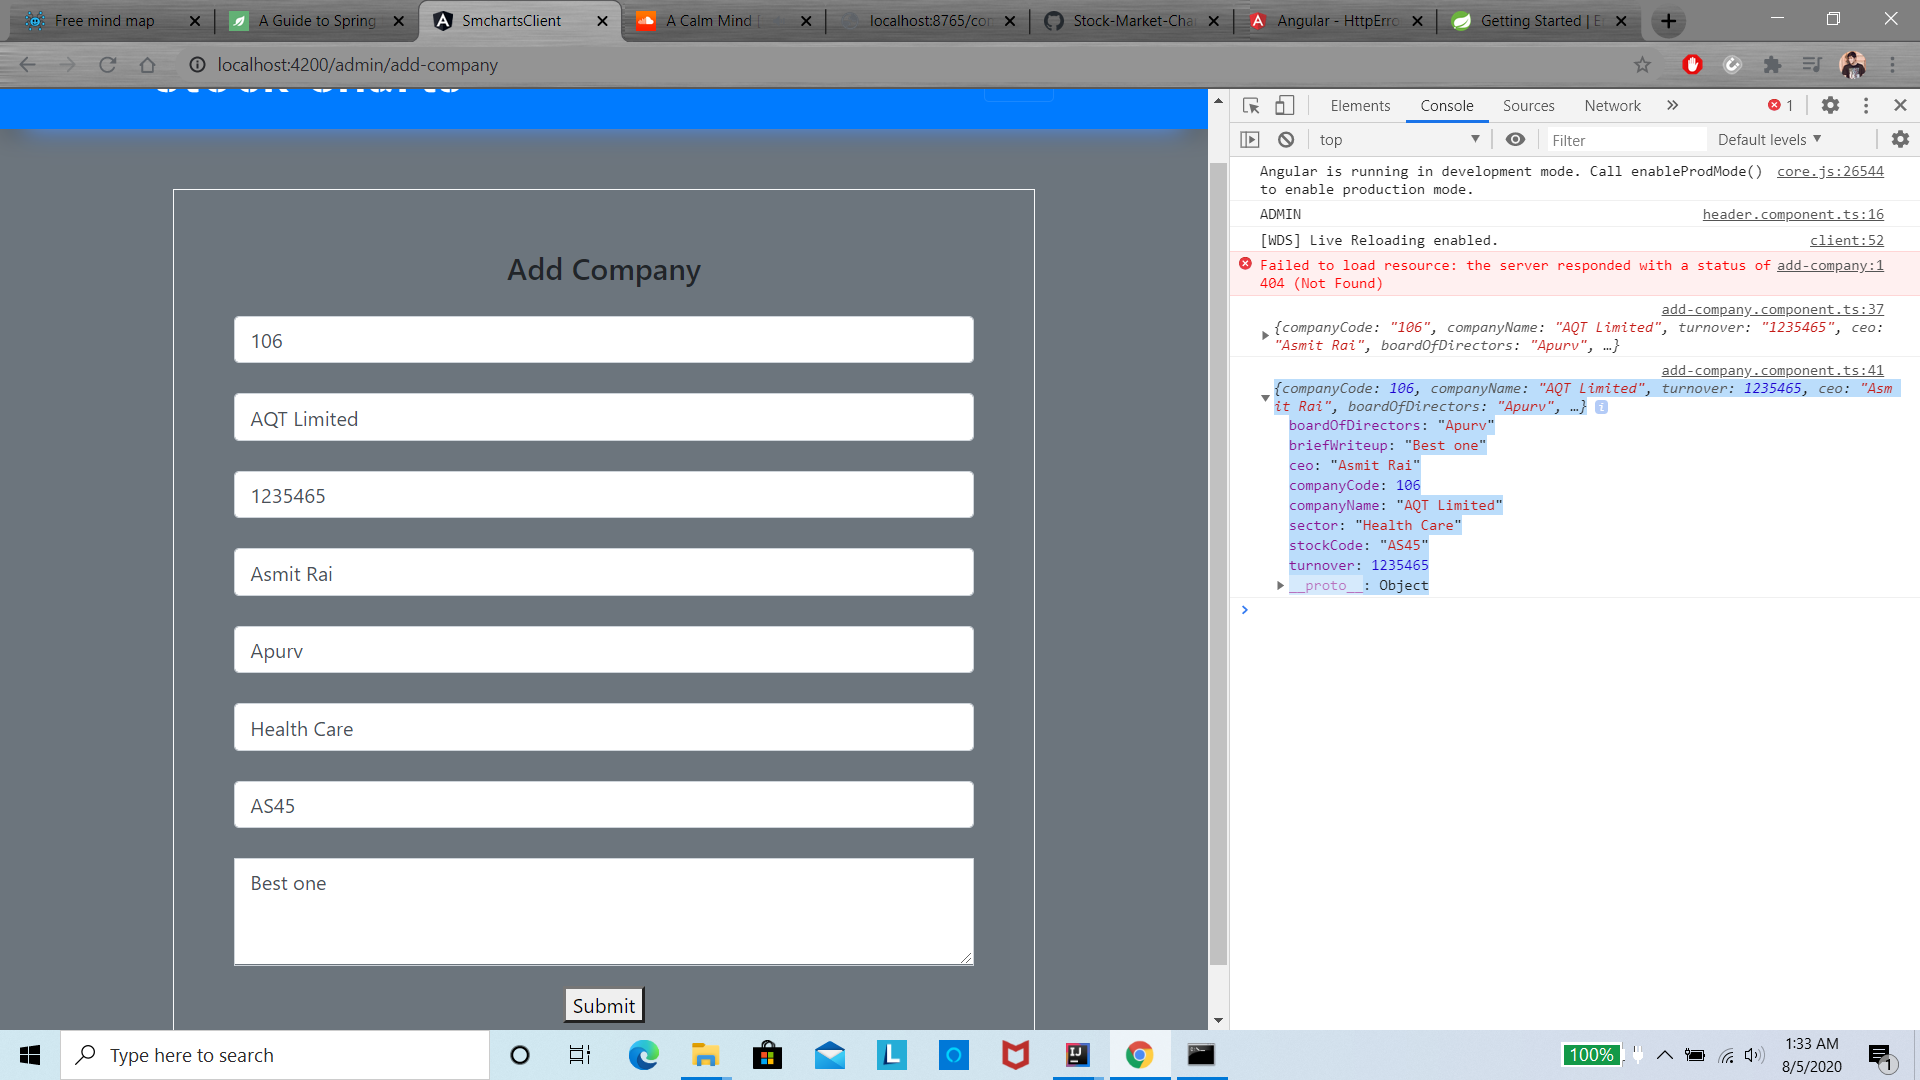 Free mind map
A Guide to Spring
SmchartsClient
A Calm Mind |
localhost:8765/con
Stock-Market-Cha
Angular - HttpErro
Getting Started | E
localhost:4200/admin/add-company
Add Company
106
AQT Limited
1235465
Asmit Rai
Apurv
Health Care
AS45
Best one
Submit
Elements Console Sources Network » 1
top Filter Default levels
Angular is running in development mode. Call enableProdMode() core.js:26544
to enable production mode.
ADMIN header.component.ts:16
[WDS] Live Reloading enabled. client:52
Failed to load resource: the server responded with a status of add-company:1
404 (Not Found)
add-company.component.ts:37
{companyCode: "106", companyName: "AQT Limited", turnover: "1235465", ceo:
"Asmit Rai", boardOfDirectors: "Apurv", …}
add-company.component.ts:41
{companyCode: 106, companyName: "AQT Limited", turnover: 1235465, ceo: "Asm
it Rai", boardOfDirectors: "Apurv", …}
boardOfDirectors: "Apurv"
briefWriteup: "Best one"
ceo: "Asmit Rai"
companyCode: 106
companyName: "AQT Limited"
sector: "Health Care"
stockCode: "AS45"
turnover: 1235465
__proto__: Object
Type here to search
100%
1:33 AM
8/5/2020
1